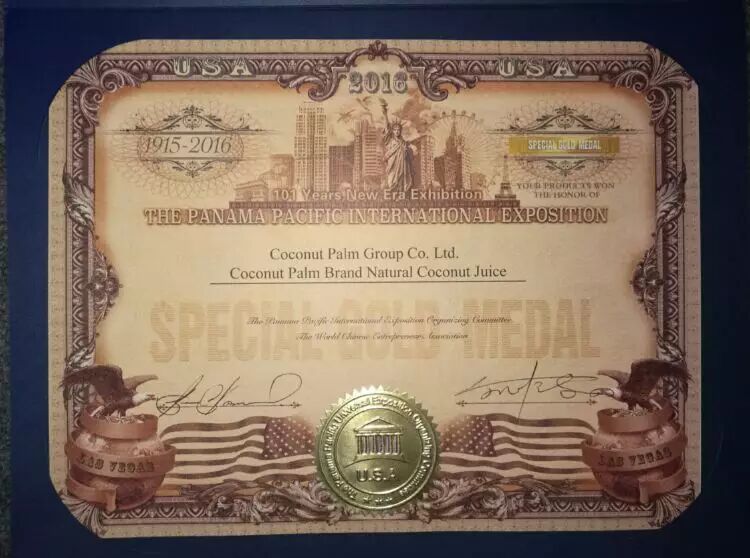 USA
2016
USA
1915-2016
SPECIAL GOLD MEDAL
YOUR PRODUCTS WON
THE HONOR OF
101 Years New Era Exhibition
THE PANAMA PACIFIC INTERNATIONAL EXPOSITION
Coconut Palm Group Co. Ltd.
Coconut Palm Brand Natural Coconut Juice
SPECIAL GOLD MEDAL
The Panama Pacific International Exposition Organizing Committee
The World Chinese Entrepreneurs Association
LAS VEGAS
U.S.A
LAS VEGAS